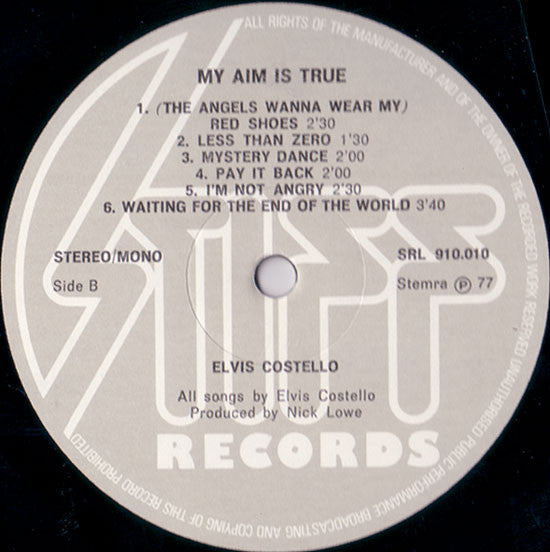 ALL RIGHTS OF THE MANUFACTURER AND OF THE OWNER OF THE RECORDED WORK RESERVED UNAUTHORISED PUBLIC PERFORMANCE BROADCASTING AND COPYING OF THIS RECORD PROHIBITED
MY AIM IS TRUE
1. (THE ANGELS WANNA WEAR MY)
RED SHOES 2'30
2. LESS THAN ZERO 1'30
3. MYSTERY DANCE 2'00
4. PAY IT BACK 2'00
5. I'M NOT ANGRY 2'30
6. WAITING FOR THE END OF THE WORLD 3'40
STEREO/MONO
Side B
SRL 910.010
Stemra Ⓟ 77
STIFF
ELVIS COSTELLO
All songs by Elvis Costello
Produced by Nick Lowe
RECORDS